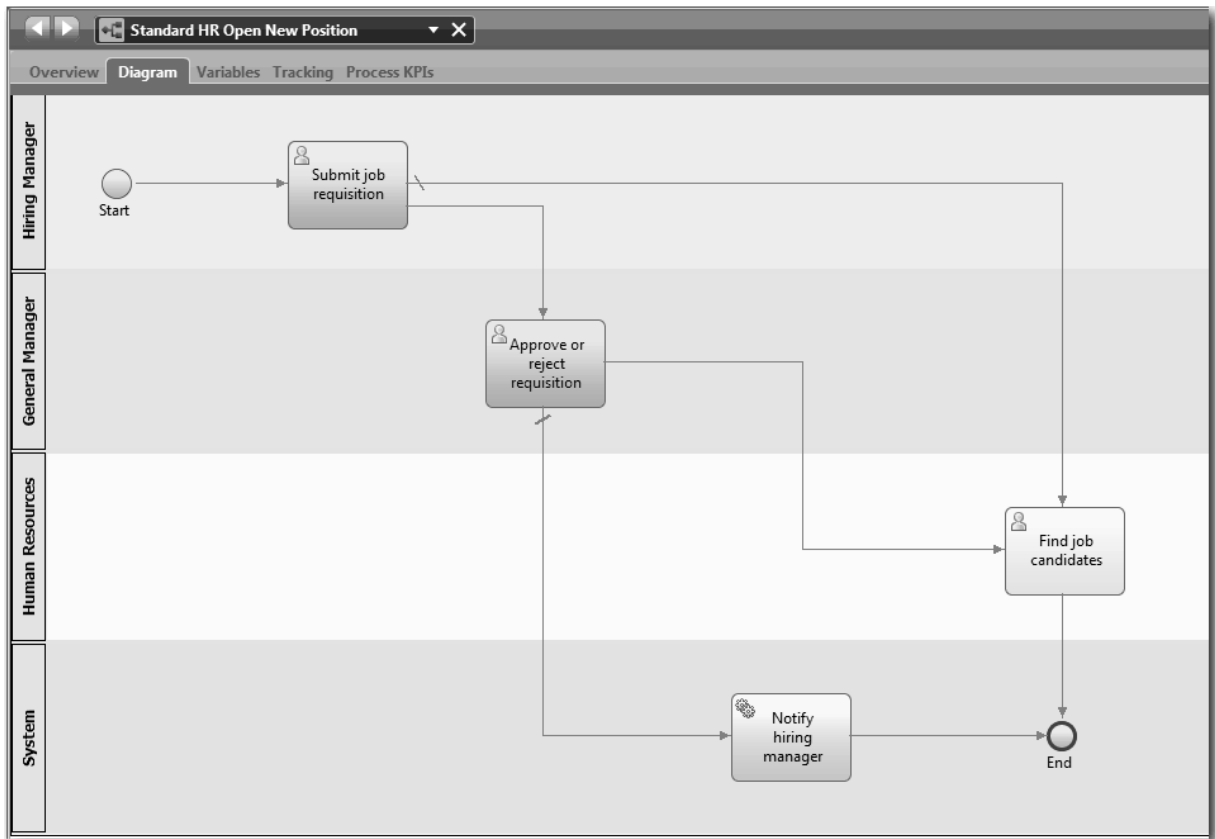 Standard HR Open New Position
Overview Diagram Variables Tracking Process KPIs
Hiring Manager
Start
Submit job
requisition
General Manager
Approve or
reject
requisition
Human Resources
Find job
candidates
System
Notify
hiring
manager
End